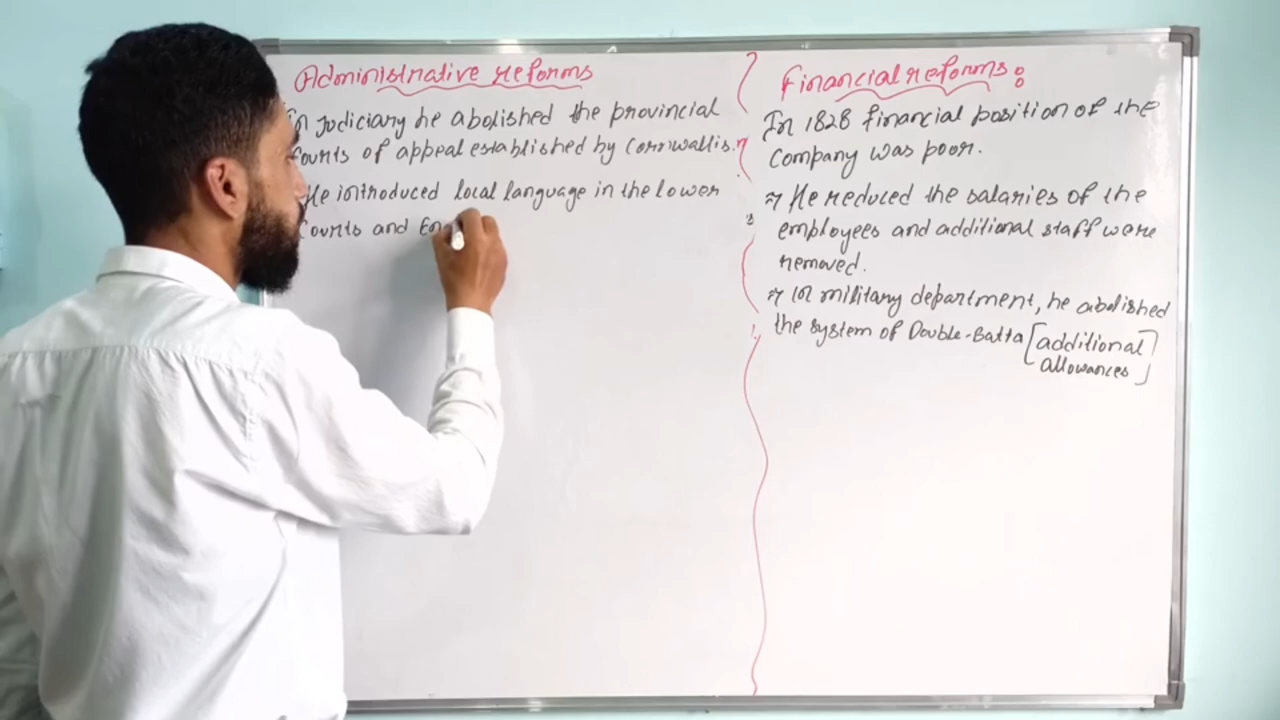 Administrative reforms
In Judiciary he abolished the provincial
Courts of appeal established by Cornwallis.
He introduced local language in the lower
Courts and En
Financial reforms:
In 1828 financial position of the
Company was poor.
→ He reduced the salaries of the
employees and additional staff were
removed.
→ In military department, he abolished
the system of Double-Batta [additional
allowances]